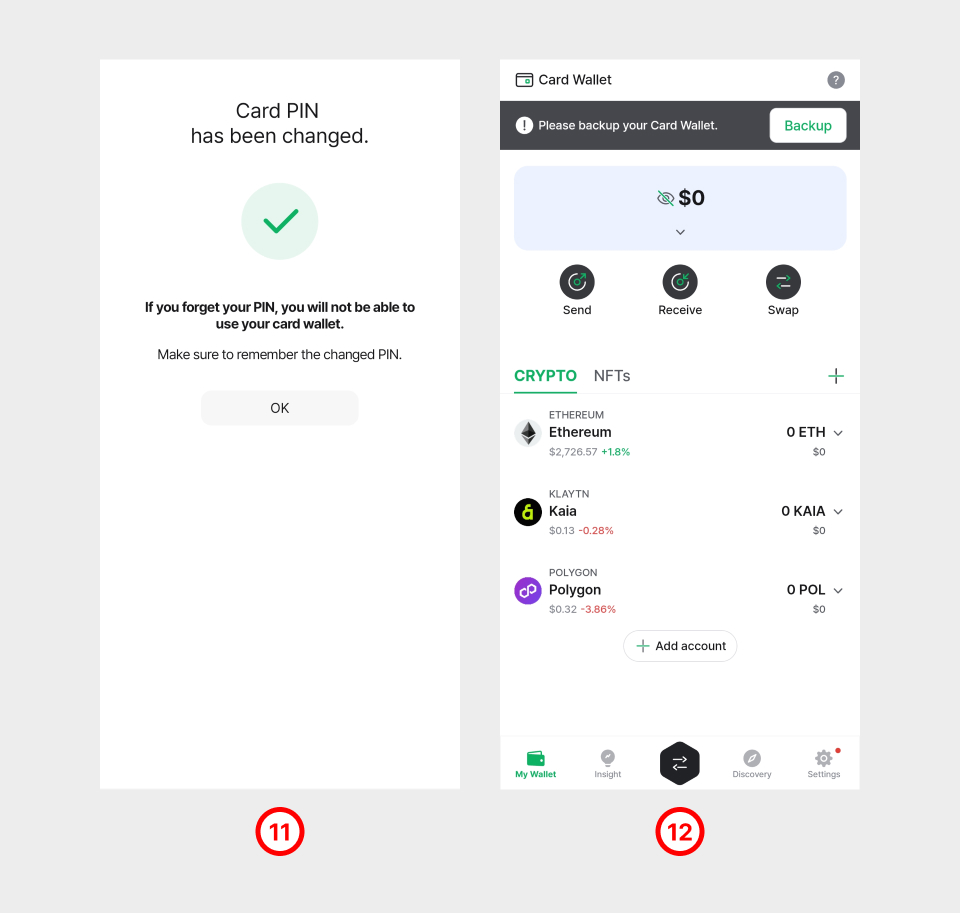 Card PIN
has been changed.
If you forget your PIN, you will not be able to
use your card wallet.
Make sure to remember the changed PIN.
OK
11
Card Wallet
?
! Please backup your Card Wallet.
Backup
$0
Send
Receive
Swap
CRYPTO
NFTs
ETHEREUM
Ethereum
0 ETH
$2,726.57 +1.8%
$0
KLAYTN
Kaia
0 KAIA
$0.13 -0.28%
$0
POLYGON
Polygon
0 POL
$0.32 -3.86%
$0
Add account
My Wallet
Insight
Discovery
Settings
12